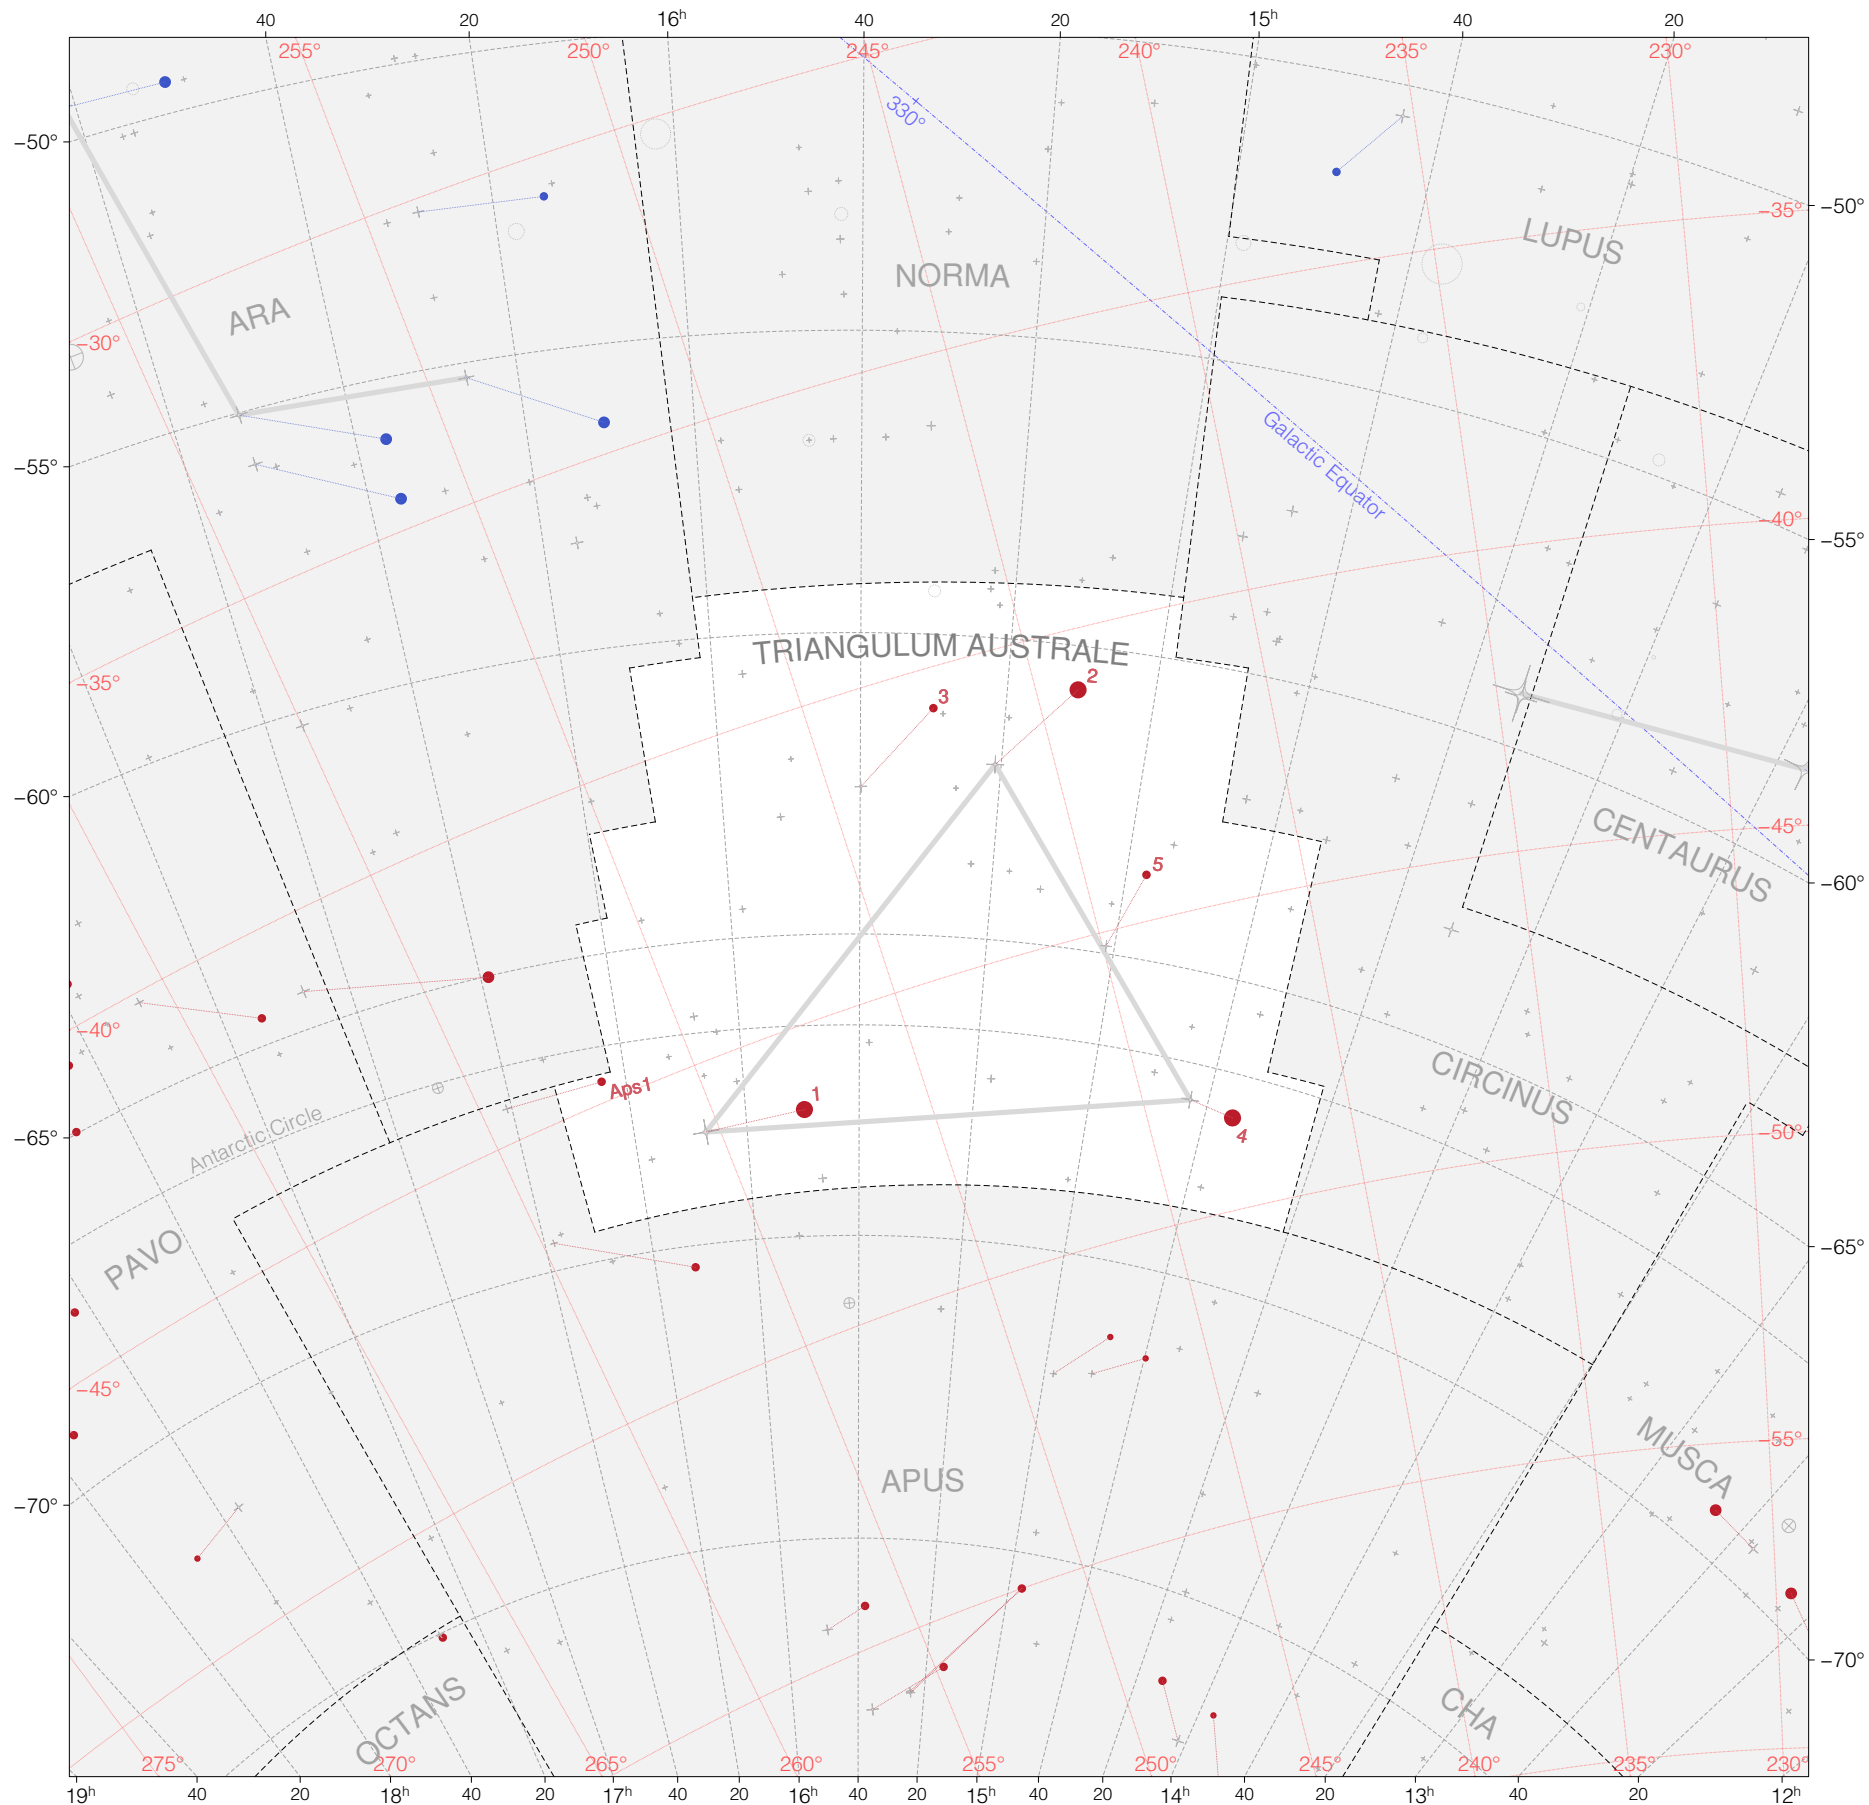 40 20 16h 40 20 15h 40 20
255° 250° 245° 240° 235° 230°
330°
−50°
−50°
−35°
LUPUS
NORMA
ARA
−30°
Galactic Equator
−55°
−40°
−55°
TRIANGULUM AUSTRALE
2
−35°
3
−60°
−45°
CENTAURUS
5
−60°
−40°
CIRCINUS
Aps1
1
Antarctic Circle
−65°
4
−50°
PAVO
−65°
−45°
MUSCA
−55°
APUS
−70°
−70°
OCTANS
CHA
275° 270° 265° 260° 255° 250° 245° 240° 235° 230°
19h 40 20 18h 40 20 17h 40 20 16h 40 20 15h 40 20 14h 40 20 13h 40 20 12h